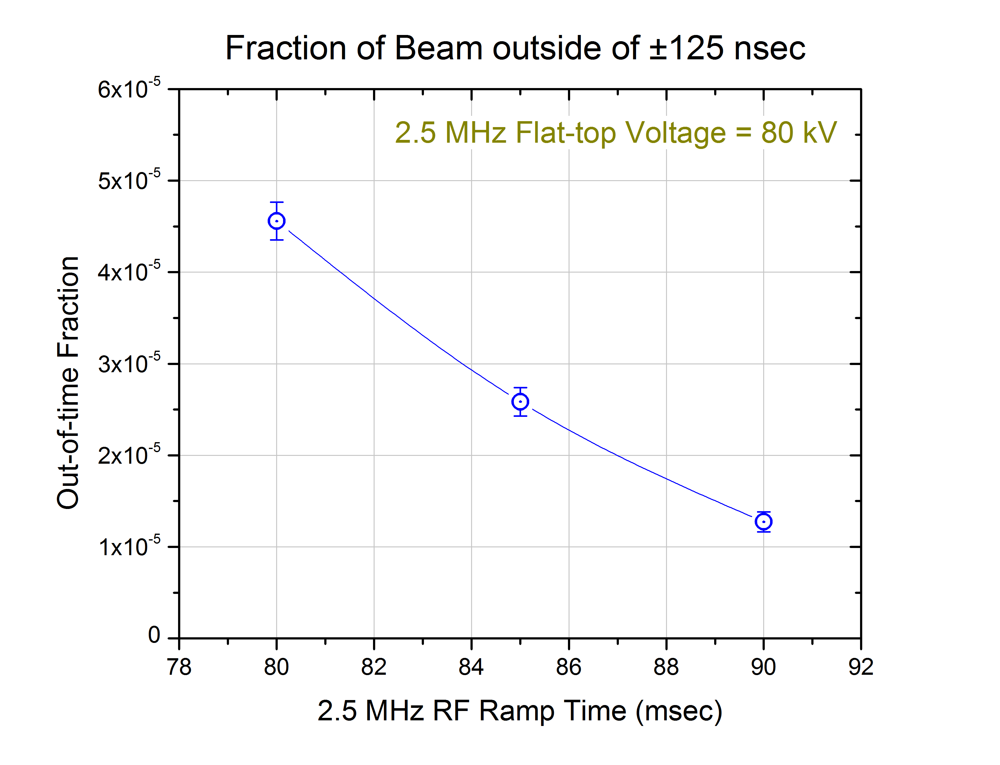 Fraction of Beam outside of ±125 nsec
6x10⁻⁵
2.5 MHz Flat-top Voltage = 80 kV
5x10⁻⁵
4x10⁻⁵
3x10⁻⁵
2x10⁻⁵
1x10⁻⁵
0
Out-of-time Fraction
78 80 82 84 86 88 90 92
2.5 MHz RF Ramp Time (msec)